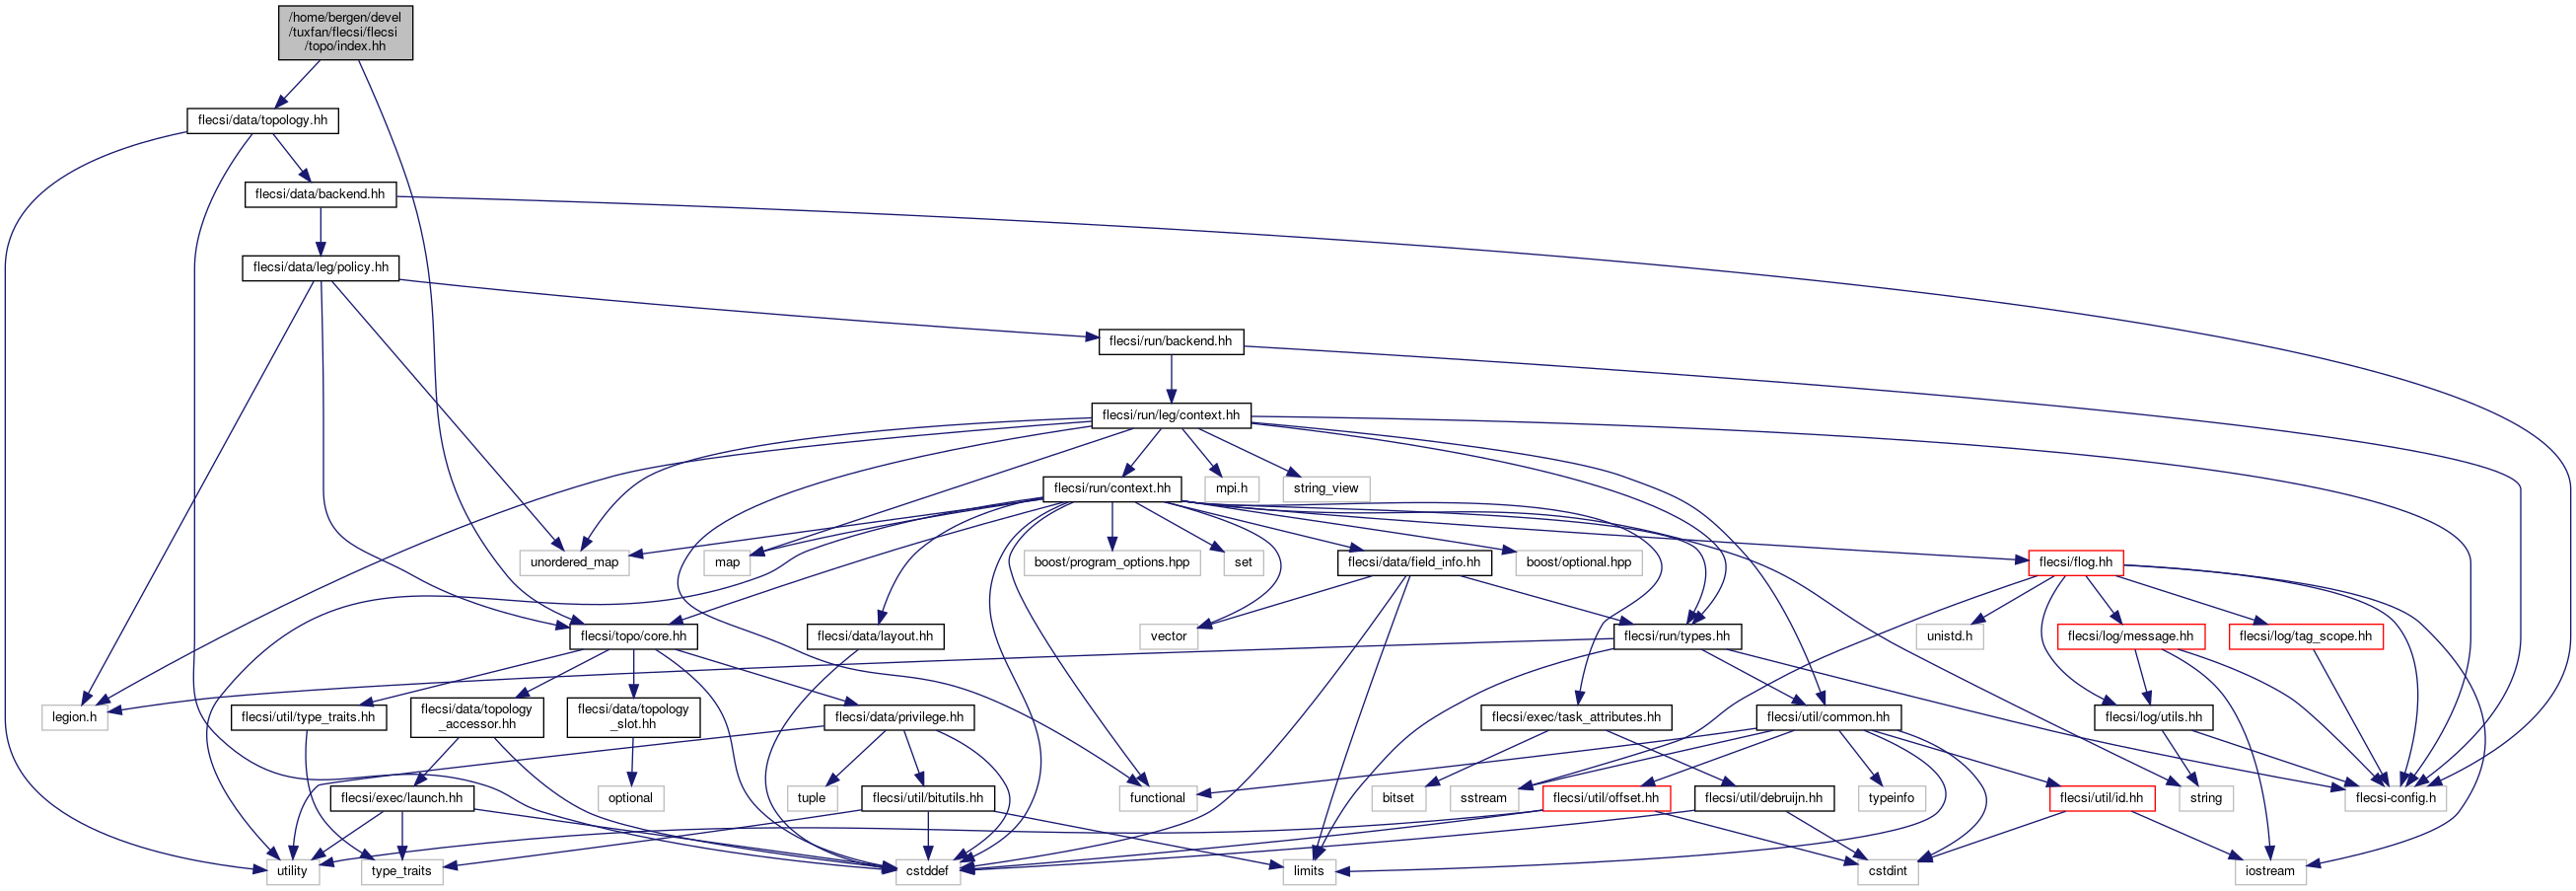 /home/bergen/devel
/tuxfan/flecsi/flecsi
/topo/index.hh
flecsi/data/topology.hh
flecsi/data/backend.hh
flecsi/data/leg/policy.hh
flecsi/run/backend.hh
flecsi/run/leg/context.hh
flecsi/run/context.hh
mpi.h
string_view
unordered_map
map
boost/program_options.hpp
set
flecsi/data/field_info.hh
boost/optional.hpp
flecsi/flog.hh
flecsi/topo/core.hh
flecsi/data/layout.hh
vector
flecsi/run/types.hh
unistd.h
flecsi/log/message.hh
flecsi/log/tag_scope.hh
legion.h
flecsi/util/type_traits.hh
flecsi/data/topology
_accessor.hh
flecsi/data/topology
_slot.hh
flecsi/data/privilege.hh
flecsi/exec/task_attributes.hh
flecsi/util/common.hh
flecsi/log/utils.hh
flecsi/exec/launch.hh
optional
tuple
flecsi/util/bitutils.hh
functional
bitset
sstream
flecsi/util/offset.hh
flecsi/util/debruijn.hh
typeinfo
flecsi/util/id.hh
string
flecsi-config.h
utility
type_traits
cstddef
limits
cstdint
iostream